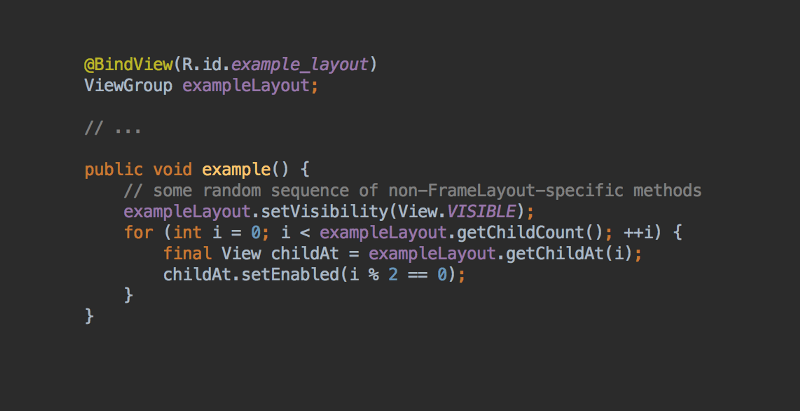 @BindView(R.id.example_layout)
ViewGroup exampleLayout;
// ...
public void example() {
// some random sequence of non-FrameLayout-specific methods
exampleLayout.setVisibility(View.VISIBLE);
for (int i = 0; i < exampleLayout.getChildCount(); ++i) {
final View childAt = exampleLayout.getChildAt(i);
childAt.setEnabled(i % 2 == 0);
}
}